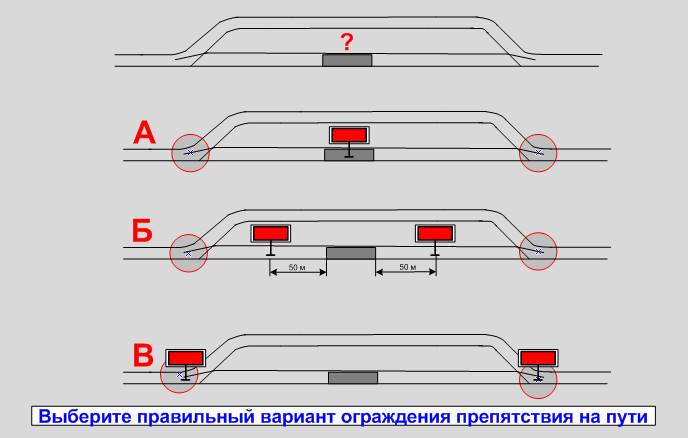 ?
А
Б
50 м
50 м
В
Выберите правильный вариант ограждения препятствия на пути